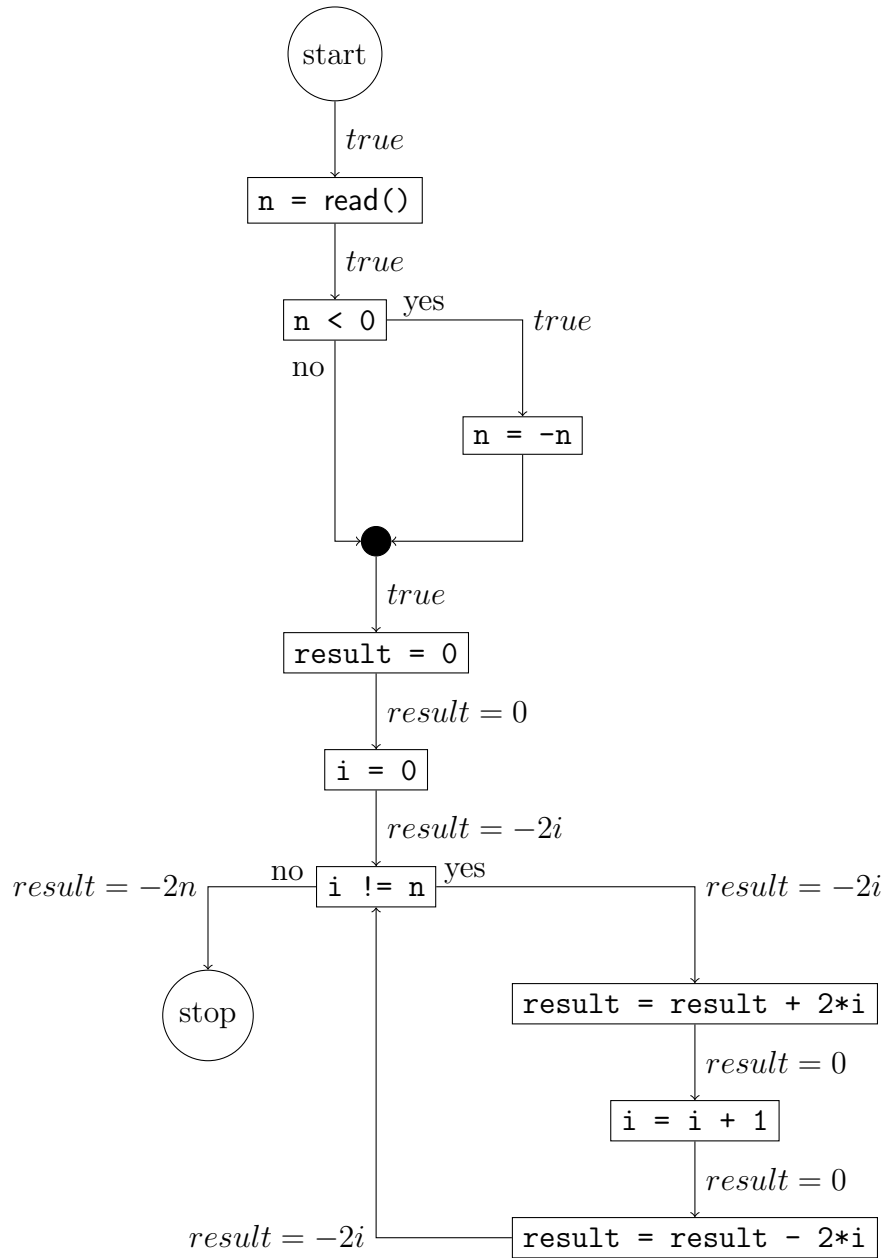 start
true
n = read()
true
n < 0
yes
true
no
n = -n
true
result = 0
result = 0
i = 0
result = −2i
result = −2n
no
i != n
yes
result = −2i
stop
result = result + 2*i
result = 0
i = i + 1
result = 0
result = −2i
result = result - 2*i